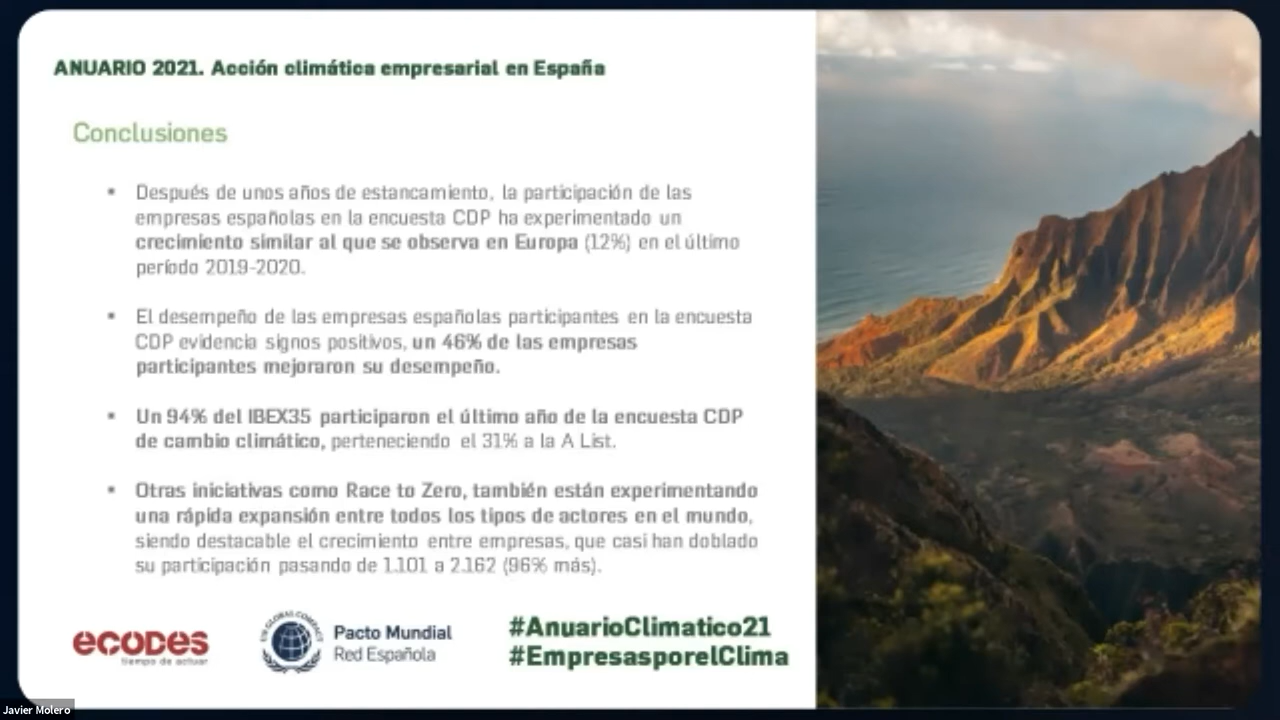 ANUARIO 2021. Acción climática empresarial en España
Conclusiones
▪ Después de unos años de estancamiento, la participación de las
empresas españolas en la encuesta CDP ha experimentado un
crecimiento similar al que se observa en Europa (12%) en el último
período 2019-2020.
▪ El desempeño de las empresas españolas participantes en la encuesta
CDP evidencia signos positivos, un 46% de las empresas
participantes mejoraron su desempeño.
▪ Un 94% del IBEX35 participaron el último año de la encuesta CDP
de cambio climático, perteneciendo el 31% a la A List.
▪ Otras iniciativas como Race to Zero, también están experimentando
una rápida expansión entre todos los tipos de actores en el mundo,
siendo destacable el crecimiento entre empresas, que casi han doblado
su participación pasando de 1.101 a 2.162 (96% más).
ecodes
tiempo de actuar
UN GLOBAL COMPACT
Pacto Mundial
Red Española
#AnuarioClimatico21
#EmpresasporelClima
Javier Molero